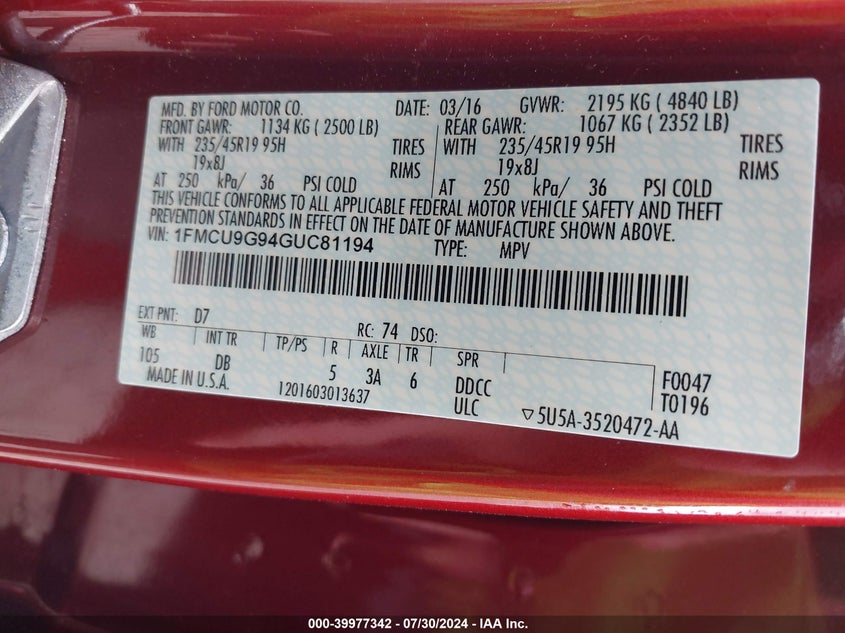 MFD. BY FORD MOTOR CO. DATE: 03/16 GVWR: 2195 KG ( 4840 LB)
FRONT GAWR: 1134 KG ( 2500 LB) REAR GAWR: 1067 KG ( 2352 LB)
WITH 235/45R19 95H TIRES WITH 235/45R19 95H TIRES
19x8J RIMS 19x8J RIMS
AT 250 kPa/ 36 PSI COLD AT 250 kPa/ 36 PSI COLD
THIS VEHICLE CONFORMS TO ALL APPLICABLE FEDERAL MOTOR VEHICLE SAFETY AND THEFT
PREVENTION STANDARDS IN EFFECT ON THE DATE OF MANUFACTURE SHOWN ABOVE.
VIN: 1FMCU9G94GUC81194 TYPE: MPV
EXT PNT: D7 RC: 74 DSO:
WB INT TR TP/PS R AXLE TR SPR
105 DB 5 3A 6 DDCC F0047
MADE IN U.S.A. 1201603013637 ULC T0196
▽5U5A-3520472-AA
000-39977342 - 07/30/2024 - IAA Inc.